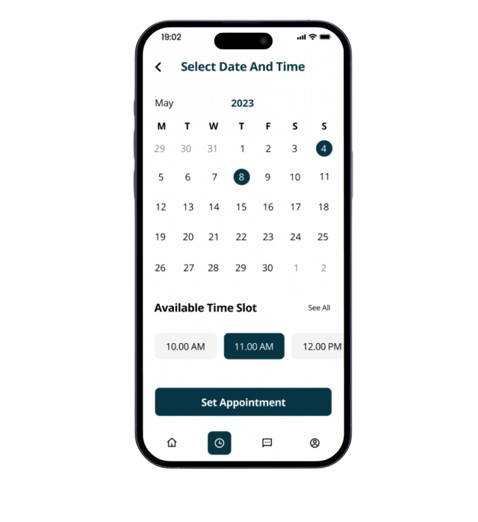 19:02
Select Date And Time
May 2023
M T W T F S S
29 30 31 1 2 3 4
5 6 7 8 9 10 11
12 13 14 15 16 17 18
19 20 21 22 23 24 25
26 27 28 29 30 1 2
Available Time Slot See All
10.00 AM 11.00 AM 12.00 PM
Set Appointment